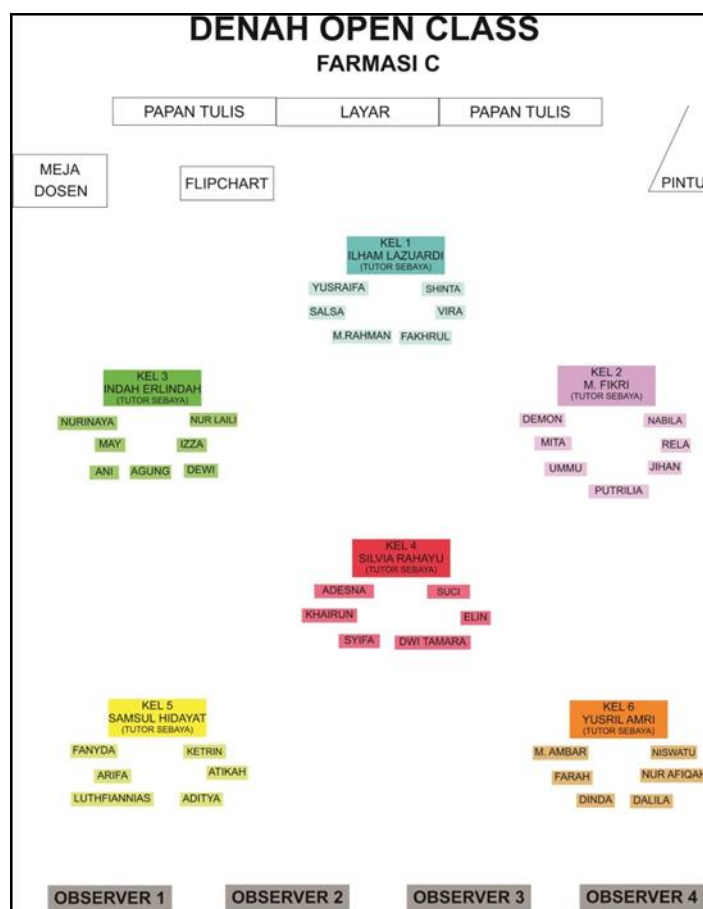 DENAH OPEN CLASS
FARMASI C
PAPAN TULIS
LAYAR
PAPAN TULIS
MEJA
DOSEN
FLIPCHART
PINTU
KEL 1
ILHAM LAZUARDI
(TUTOR SEBAYA)
YUSRAIFA
SHINTA
SALSA
VIRA
M.RAHMAN
FAKHRUL
KEL 3
INDAH ERLINDAH
(TUTOR SEBAYA)
NURINAYA
NUR LAILI
MAY
IZZA
ANI
AGUNG
DEWI
KEL 2
M. FIKRI
(TUTOR SEBAYA)
DEMON
NABILA
MITA
RELA
UMMU
JIHAN
PUTRILIA
KEL 4
SILVIA RAHAYU
(TUTOR SEBAYA)
ADESNA
SUCI
KHAIRUN
ELIN
SYIFA
DWI TAMARA
KEL 5
SAMSUL HIDAYAT
(TUTOR SEBAYA)
FANYDA
KETRIN
ARIFA
ATIKAH
LUTHFIANNIAS
ADITYA
KEL 6
YUSRIL AMRI
(TUTOR SEBAYA)
M. AMBAR
NISWATU
FARAH
NUR AFIQAH
DINDA
DALILA
OBSERVER 1
OBSERVER 2
OBSERVER 3
OBSERVER 4